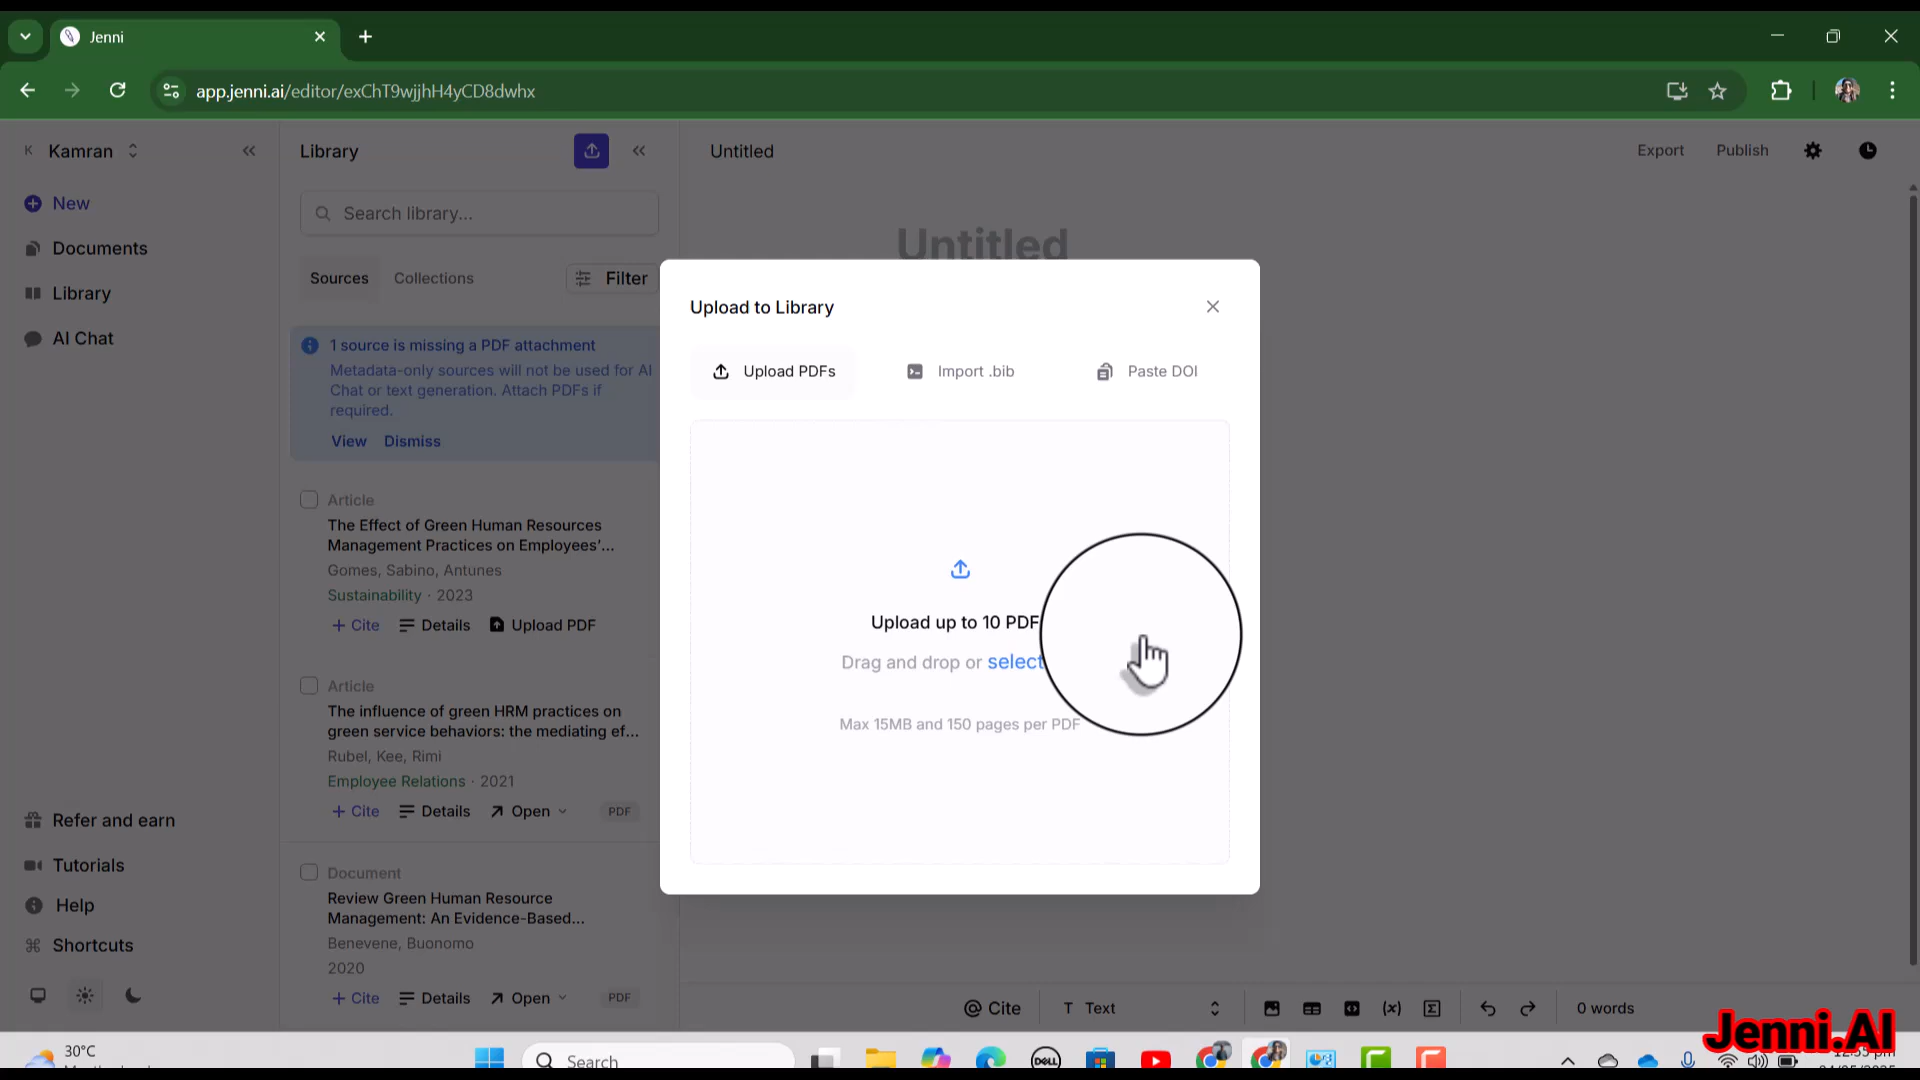 Jenni
app.jenni.ai/editor/exChT9wjjhH4yCD8dwhx
K Kamran
New
Documents
Library
AI Chat
Refer and earn
Tutorials
Help
Shortcuts
Library
Search library...
Sources Collections Filter
1 source is missing a PDF attachment
Metadata-only sources will not be used for AI
Chat or text generation. Attach PDFs if
required.
View Dismiss
Article
The Effect of Green Human Resources
Management Practices on Employees'...
Gomes, Sabino, Antunes
Sustainability · 2023
+ Cite Details Upload PDF
Article
The influence of green HRM practices on
green service behaviors: the mediating ef...
Rubel, Kee, Rimi
Employee Relations · 2021
+ Cite Details Open PDF
Document
Review Green Human Resource
Management: An Evidence-Based...
Benevene, Buonomo
2020
+ Cite Details Open PDF
Untitled
Export Publish
Untitled
Upload to Library
Upload PDFs Import .bib Paste DOI
Upload up to 10 PDF
Drag and drop or select
Max 15MB and 150 pages per PDF
@ Cite T Text 0 words
Jenni.AI
30°C
Search
DELL